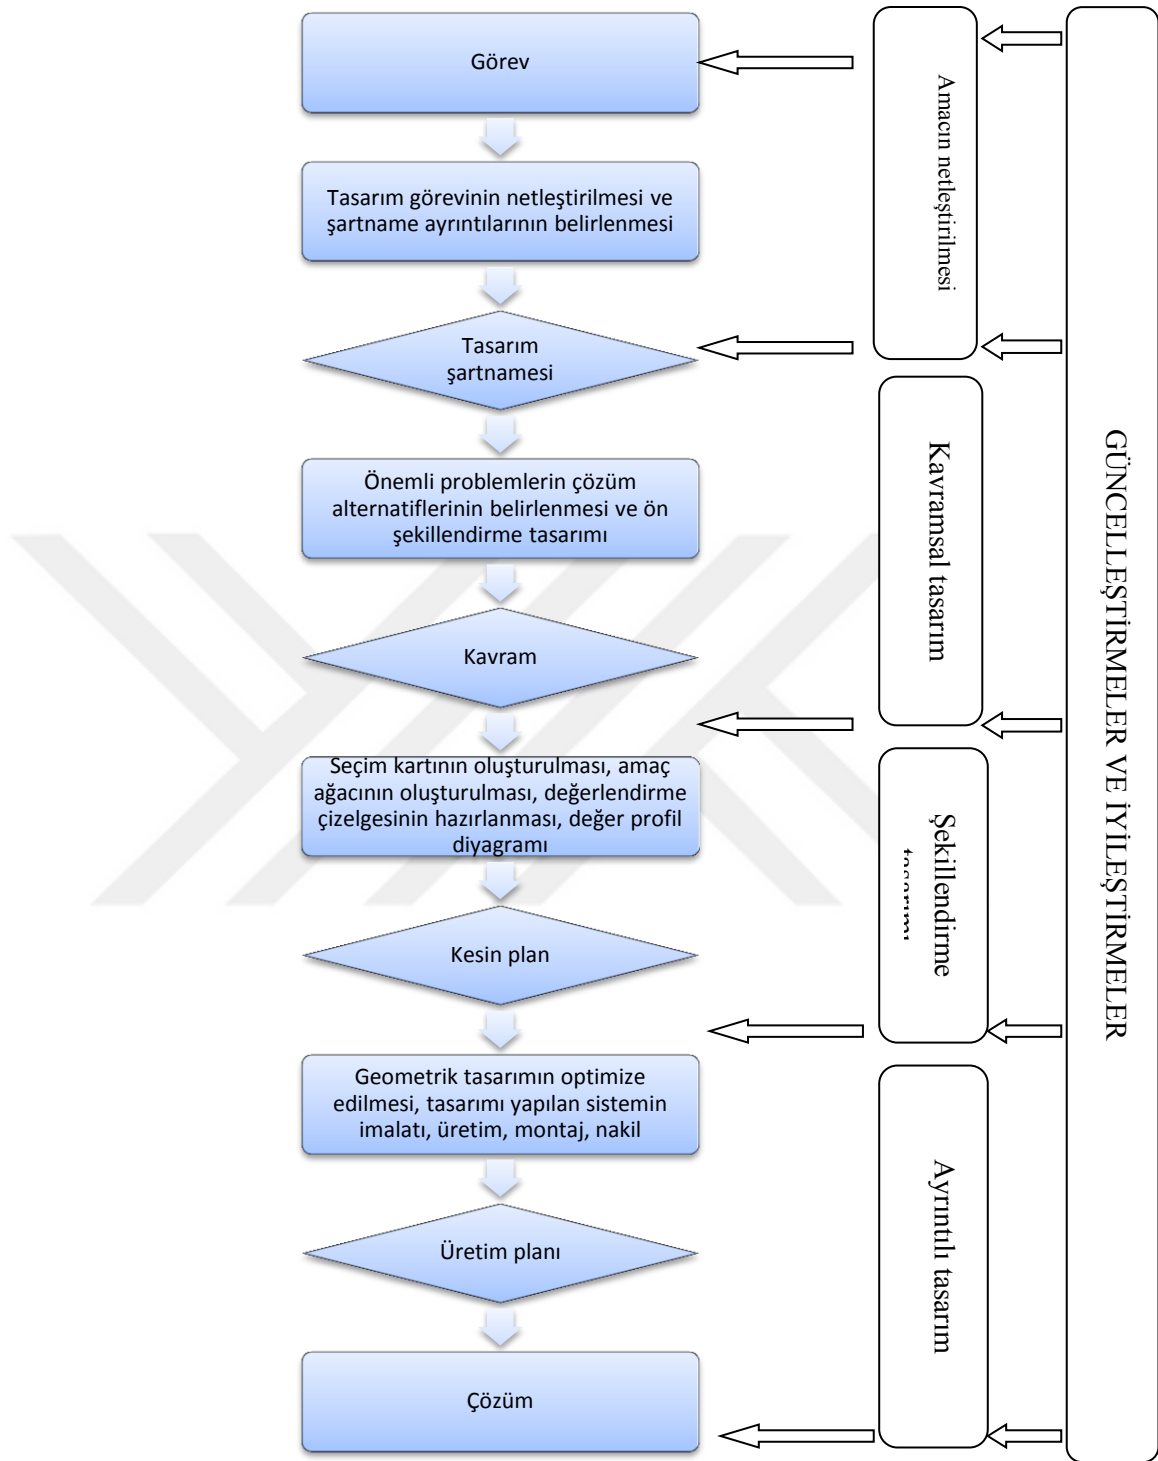 Görev
Tasarım görevinin netleştirilmesi ve
şartname ayrıntılarının belirlenmesi
Tasarım
şartnamesi
Önemli problemlerin çözüm
alternatiflerinin belirlenmesi ve ön
şekillendirme tasarımı
Kavram
Seçim kartının oluşturulması, amaç
ağacının oluşturulması, değerlendirme
çizelgesinin hazırlanması, değer profil
diyagramı
Kesin plan
Geometrik tasarımın optimize
edilmesi, tasarımı yapılan sistemin
imalatı, üretim, montaj, nakil
Üretim planı
Çözüm
Amacın netleştirilmesi
Kavramsal tasarım
Şekillendirme
tasarımı
Ayrıntılı tasarım
GÜNCELLEŞTİRMELER VE İYİLEŞTİRMELER